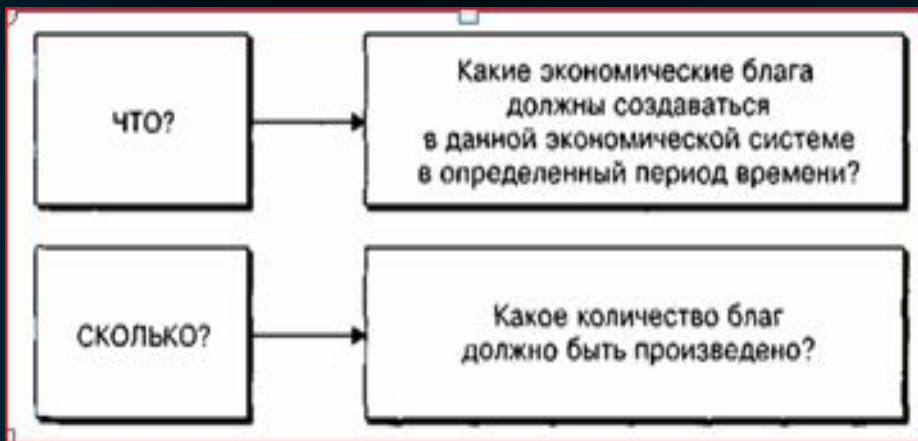 ЧТО?
Какие экономические блага
должны создаваться
в данной экономической системе
в определенный период времени?
СКОЛЬКО?
Какое количество благ
должно быть произведено?